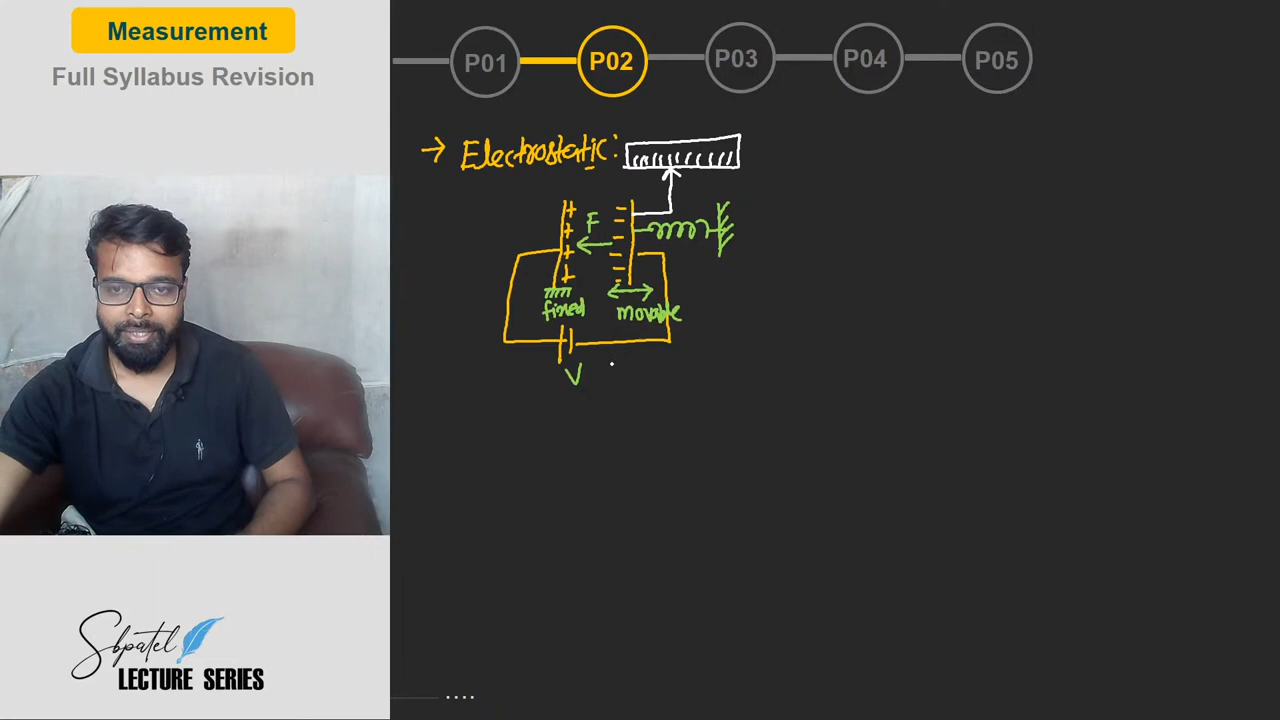 Measurement
Full Syllabus Revision
P01 P02 P03 P04 P05
→ Electrostatic:
+ + + +
F
fixed
movable
V
Sbpatel
LECTURE SERIES